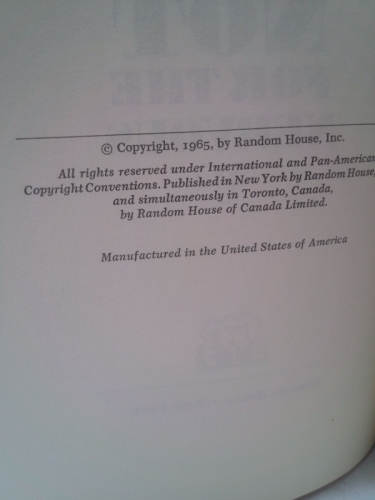 © Copyright, 1965, by Random House, Inc.
All rights reserved under International and Pan-American
Copyright Conventions. Published in New York by Random House,
and simultaneously in Toronto, Canada,
by Random House of Canada Limited.
Manufactured in the United States of America